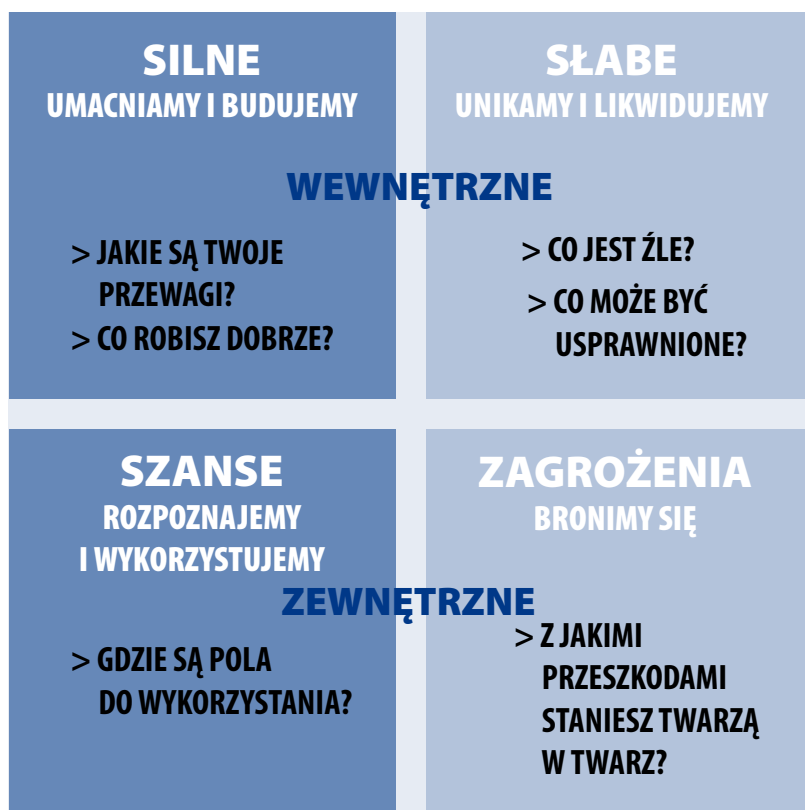 SILNE
UMACNIAMY I BUDUJEMY
SŁABE
UNIKAMY I LIKWIDUJEMY
WEWNĘTRZNE
> JAKIE SĄ TWOJE
PRZEWAGI?
> CO ROBISZ DOBRZE?
> CO JEST ŹLE?
> CO MOŻE BYĆ
USPRAWNIONE?
SZANSE
ROZPOZNAJEMY
I WYKORZYSTUJEMY
ZAGROŻENIA
BRONIMY SIĘ
ZEWNĘTRZNE
> GDZIE SĄ POLA
DO WYKORZYSTANIA?
> Z JAKIMI
PRZESZKODAMI
STANIESZ TWARZĄ
W TWARZ?